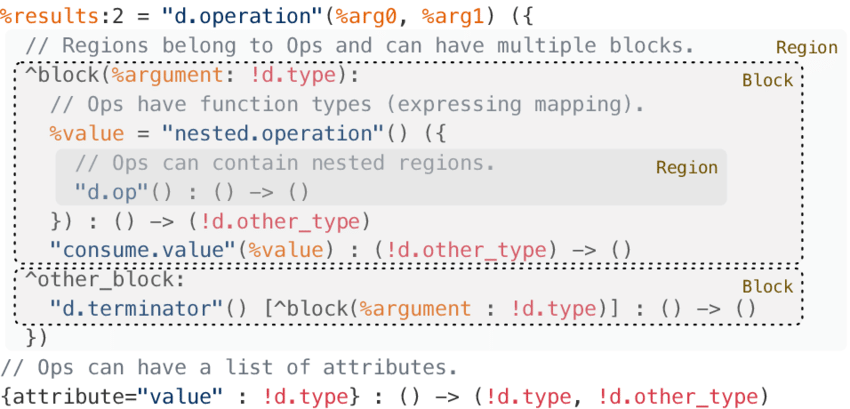 %results:2 = "d.operation"(%arg0, %arg1) ({
// Regions belong to Ops and can have multiple blocks. Region
^block(%argument: !d.type): Block
// Ops have function types (expressing mapping).
%value = "nested.operation"() ({
// Ops can contain nested regions. Region
"d.op"() : () -> ()
}) : () -> (!d.other_type)
"consume.value"(%value) : (!d.other_type) -> ()
^other_block: Block
"d.terminator"() [^block(%argument : !d.type)] : () -> ()
})
// Ops can have a list of attributes.
{attribute="value" : !d.type} : () -> (!d.type, !d.other_type)